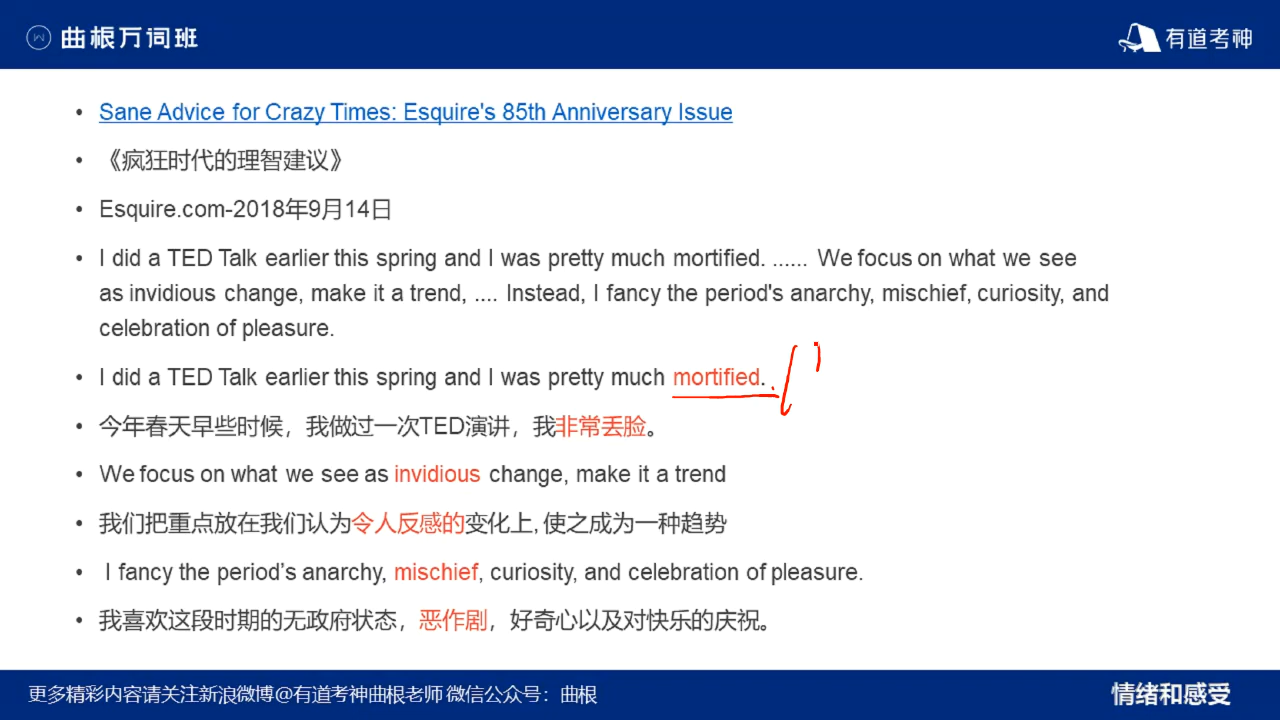 曲根万词班
有道考神
Sane Advice for Crazy Times: Esquire's 85th Anniversary Issue
《疯狂时代的理智建议》
Esquire.com-2018年9月14日
I did a TED Talk earlier this spring and I was pretty much mortified. ...... We focus on what we see
as invidious change, make it a trend, .... Instead, I fancy the period's anarchy, mischief, curiosity, and
celebration of pleasure.
I did a TED Talk earlier this spring and I was pretty much mortified.
今年春天早些时候，我做过一次TED演讲，我非常丢脸。
We focus on what we see as invidious change, make it a trend
我们把重点放在我们认为令人反感的变化上, 使之成为一种趋势
I fancy the period's anarchy, mischief, curiosity, and celebration of pleasure.
我喜欢这段时期的无政府状态，恶作剧，好奇心以及对快乐的庆祝。
更多精彩内容请关注新浪微博@有道考神曲根老师 微信公众号：曲根
情绪和感受